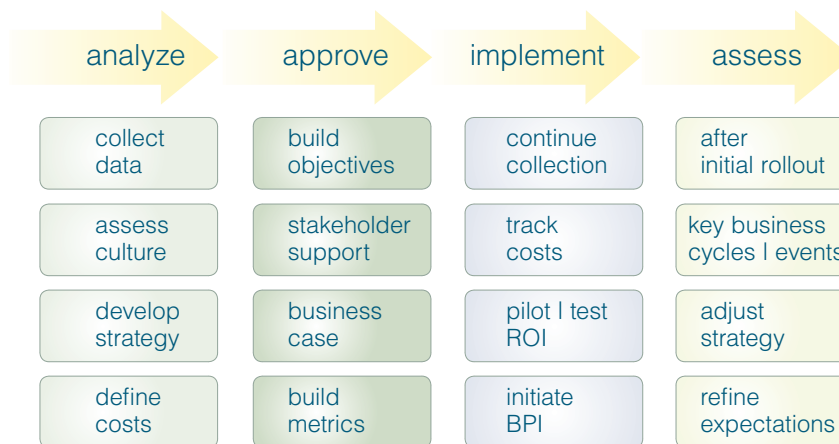 analyze
approve
implement
assess
collect
data
build
objectives
continue
collection
after
initial rollout
assess
culture
stakeholder
support
track
costs
key business
cycles | events
develop
strategy
business
case
pilot | test
ROI
adjust
strategy
define
costs
build
metrics
initiate
BPI
refine
expectations